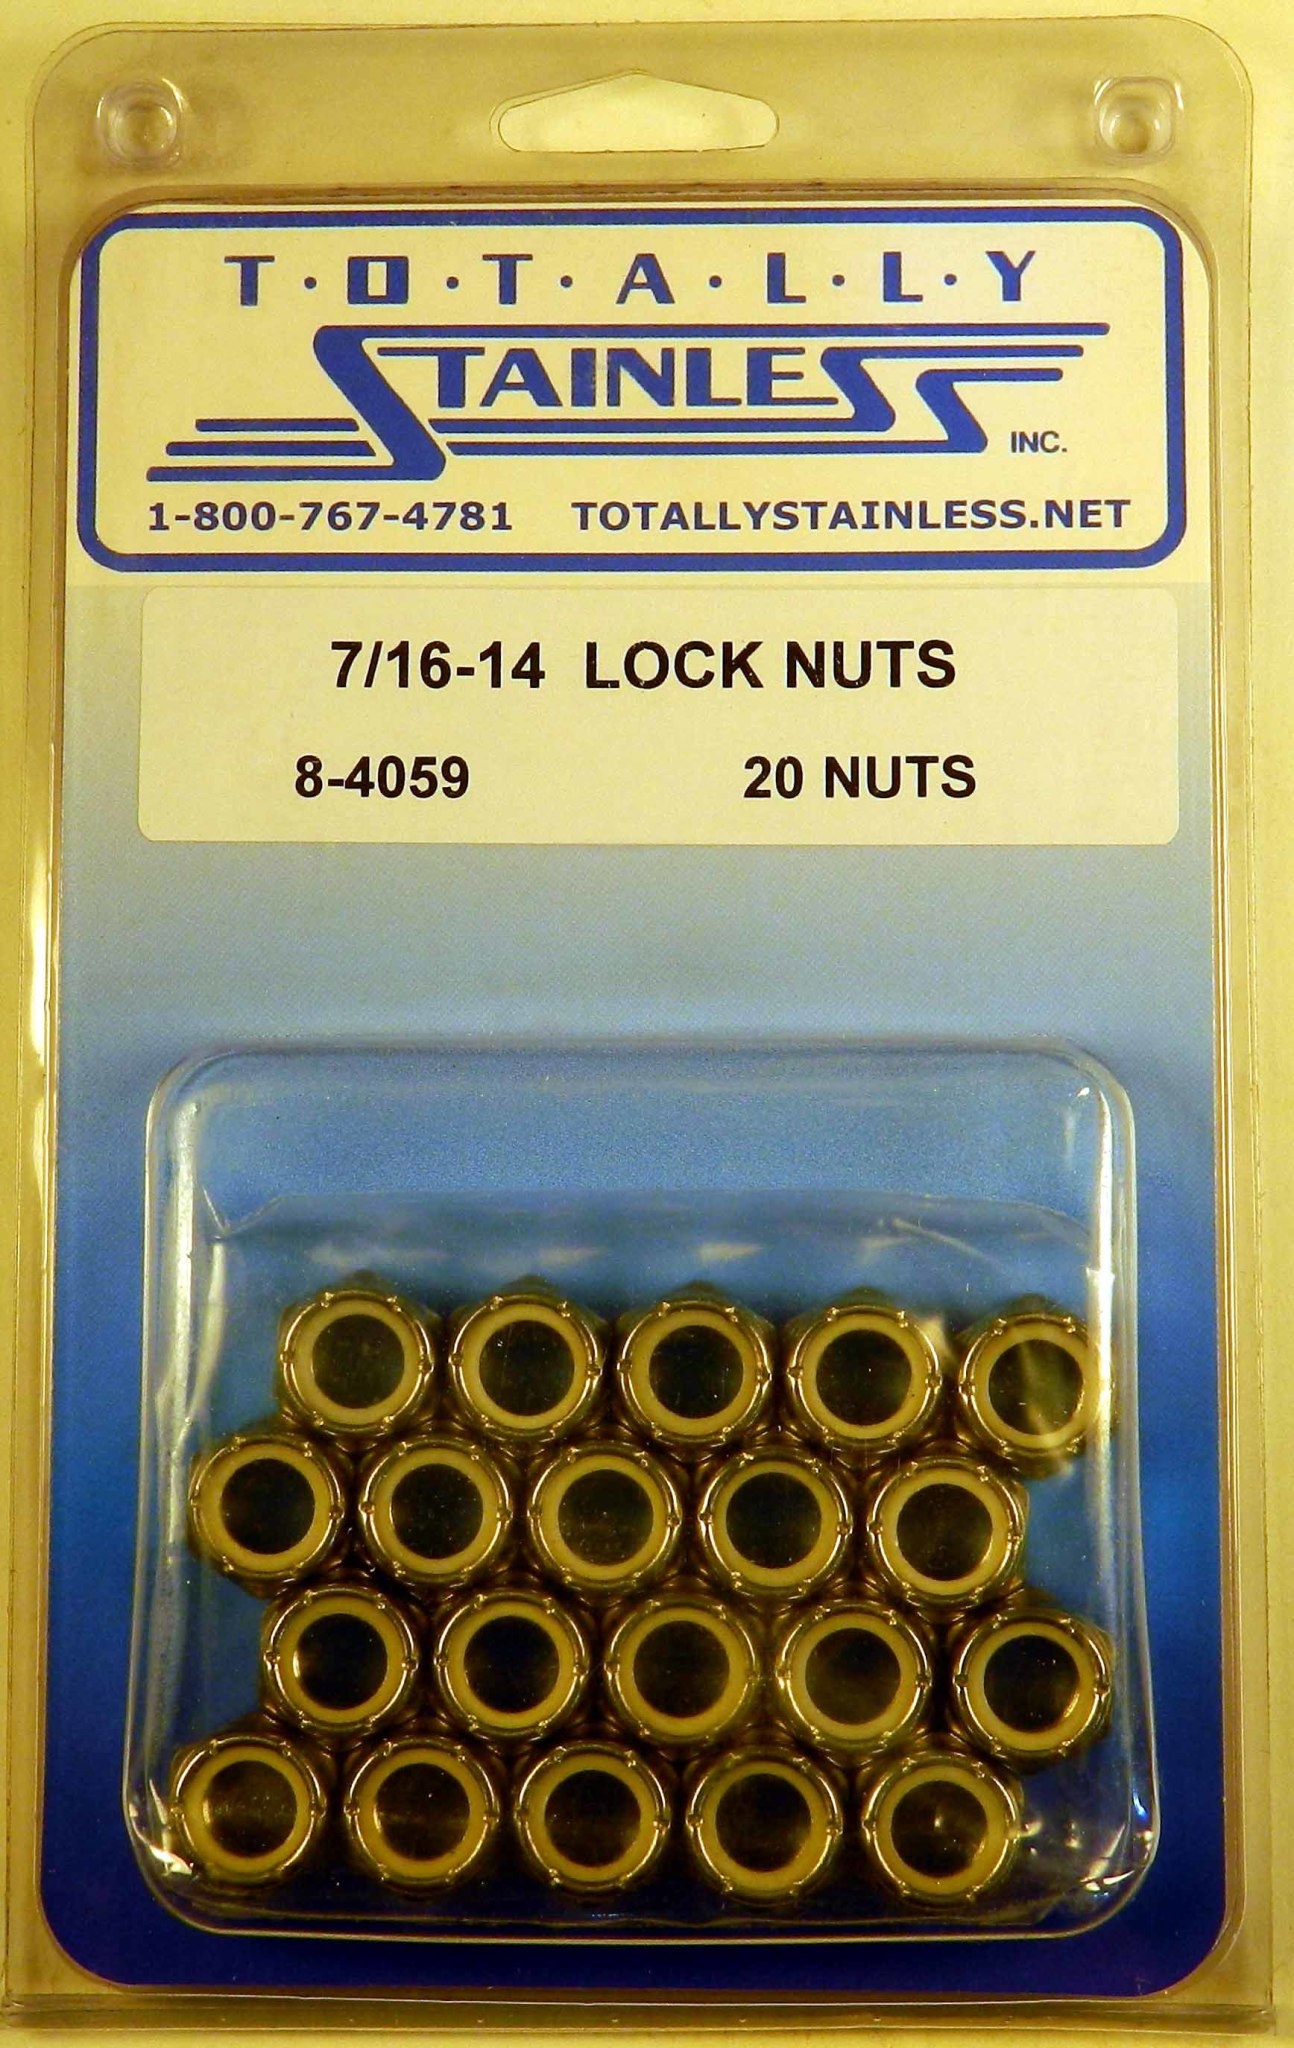 T·O·T·A·L·L·Y
STAINLESS INC.
1-800-767-4781 TOTALLYSTAINLESS.NET
7/16-14 LOCK NUTS
8-4059 20 NUTS